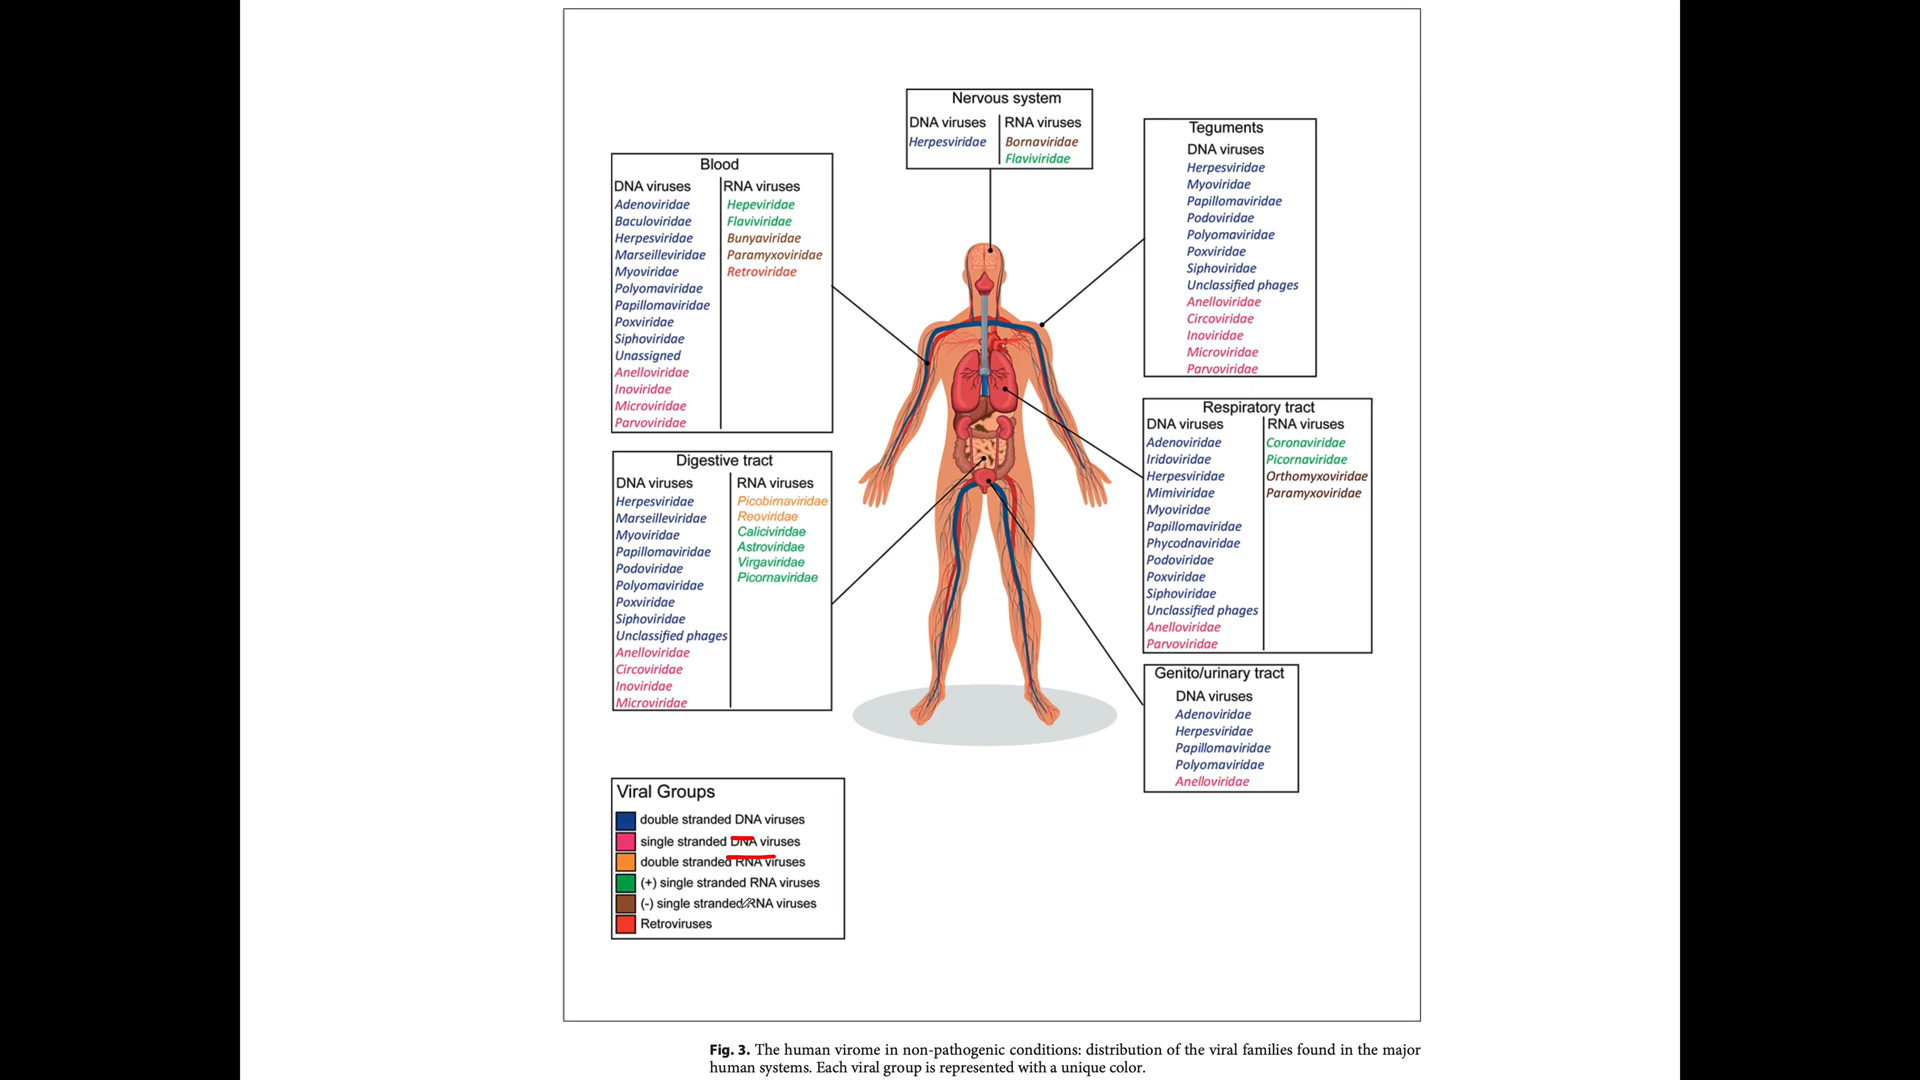 Nervous system
DNA viruses
Herpesviridae
RNA viruses
Bornaviridae
Flaviviridae
Blood
DNA viruses
Adenoviridae
Baculoviridae
Herpesviridae
Marseilleviridae
Myoviridae
Polyomaviridae
Papillomaviridae
Poxviridae
Siphoviridae
Unassigned
Anelloviridae
Inoviridae
Microviridae
Parvoviridae
RNA viruses
Hepeviridae
Flaviviridae
Bunyaviridae
Paramyxoviridae
Retroviridae
Teguments
DNA viruses
Herpesviridae
Myoviridae
Papillomaviridae
Podoviridae
Polyomaviridae
Poxviridae
Siphoviridae
Unclassified phages
Anelloviridae
Circoviridae
Inoviridae
Microviridae
Parvoviridae
Digestive tract
DNA viruses
Herpesviridae
Marseilleviridae
Myoviridae
Papillomaviridae
Podoviridae
Polyomaviridae
Poxviridae
Siphoviridae
Unclassified phages
Anelloviridae
Circoviridae
Inoviridae
Microviridae
RNA viruses
Picobirnaviridae
Reoviridae
Caliciviridae
Astroviridae
Virgaviridae
Picornaviridae
Respiratory tract
DNA viruses
Adenoviridae
Iridoviridae
Herpesviridae
Mimiviridae
Myoviridae
Papillomaviridae
Phycodnaviridae
Podoviridae
Poxviridae
Siphoviridae
Unclassified phages
Anelloviridae
Parvoviridae
RNA viruses
Coronaviridae
Picornaviridae
Orthomyxoviridae
Paramyxoviridae
Genito/urinary tract
DNA viruses
Adenoviridae
Herpesviridae
Papillomaviridae
Polyomaviridae
Anelloviridae
Viral Groups
double stranded DNA viruses
single stranded DNA viruses
double stranded RNA viruses
(+) single stranded RNA viruses
(-) single stranded RNA viruses
Retroviruses
Fig. 3. The human virome in non-pathogenic conditions: distribution of the viral families found in the major
human systems. Each viral group is represented with a unique color.